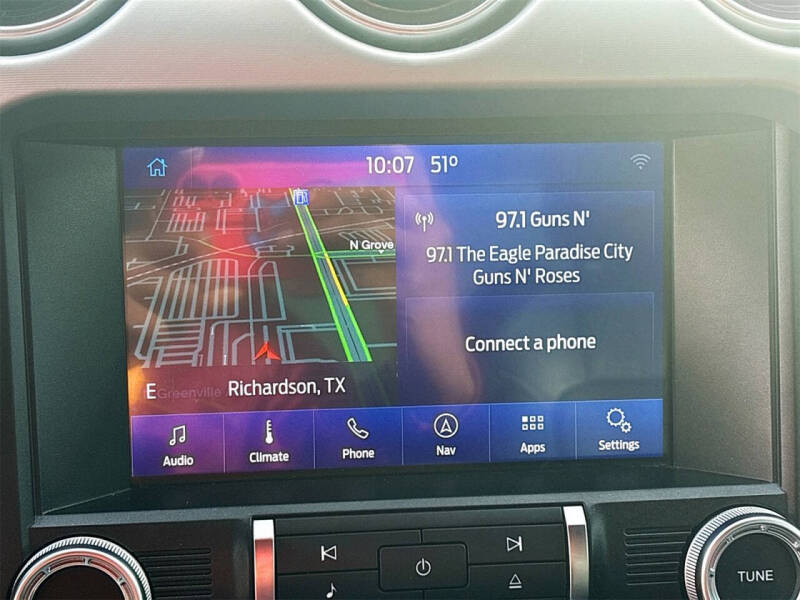 10:07 51°
97.1 Guns N'
N Grove
97.1 The Eagle Paradise City
Guns N' Roses
Connect a phone
E Greenville
Richardson, TX
Audio
Climate
Phone
Nav
Apps
Settings
TUNE